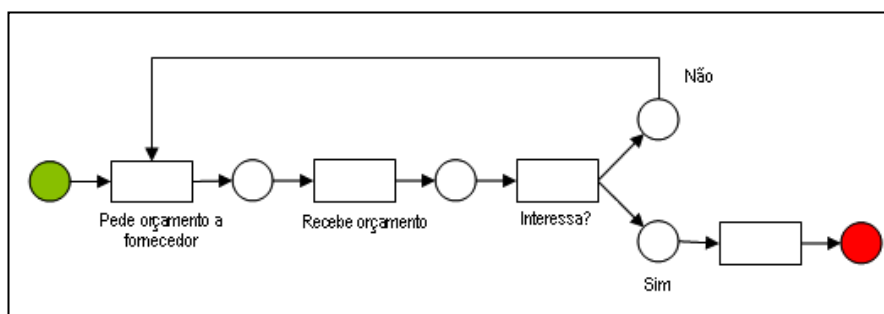 Não
Pede orçamento a
fornecedor
Recebe orçamento
Interessa?
Sim